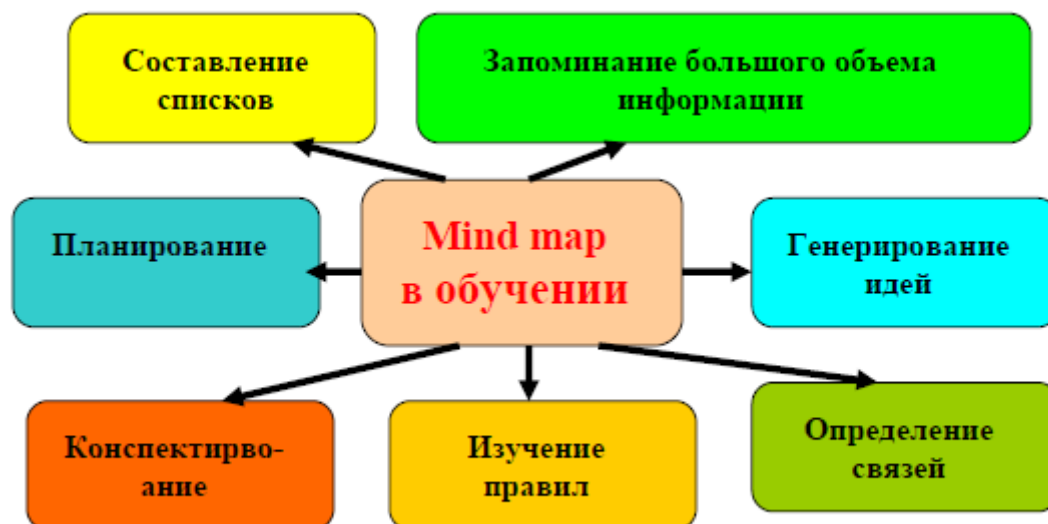 Составление
списков
Запоминание большого объема
информации
Планирование
Mind map
в обучении
Генерирование
идей
Конспектирво-
ание
Изучение
правил
Определение
связей